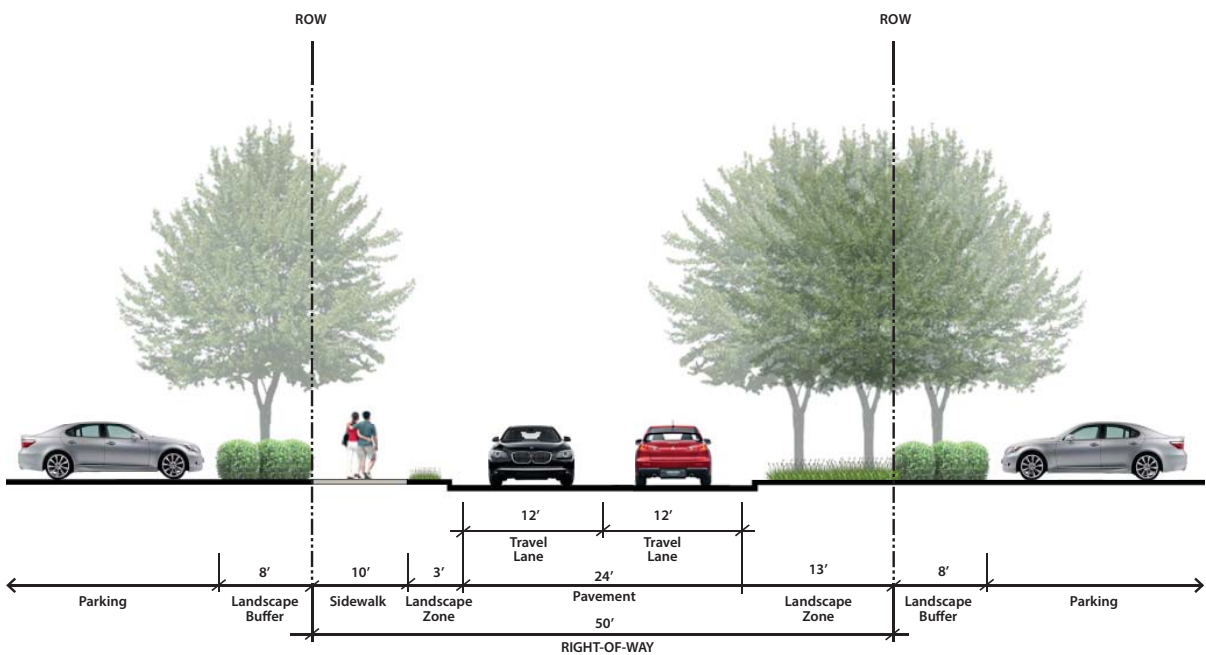 ROW
ROW
12’
12’
Travel
Lane
Travel
Lane
8’
10’
3’
24’
13’
8’
Parking
Landscape
Buffer
Sidewalk
Landscape
Zone
Pavement
Landscape
Zone
Landscape
Buffer
Parking
50’
RIGHT-OF-WAY